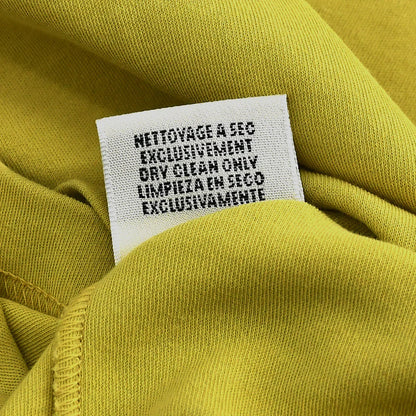 NETTOYAGE A SEC
EXCLUSIVEMENT
DRY CLEAN ONLY
LIMPIEZA EN SECO
EXCLUSIVAMENTE